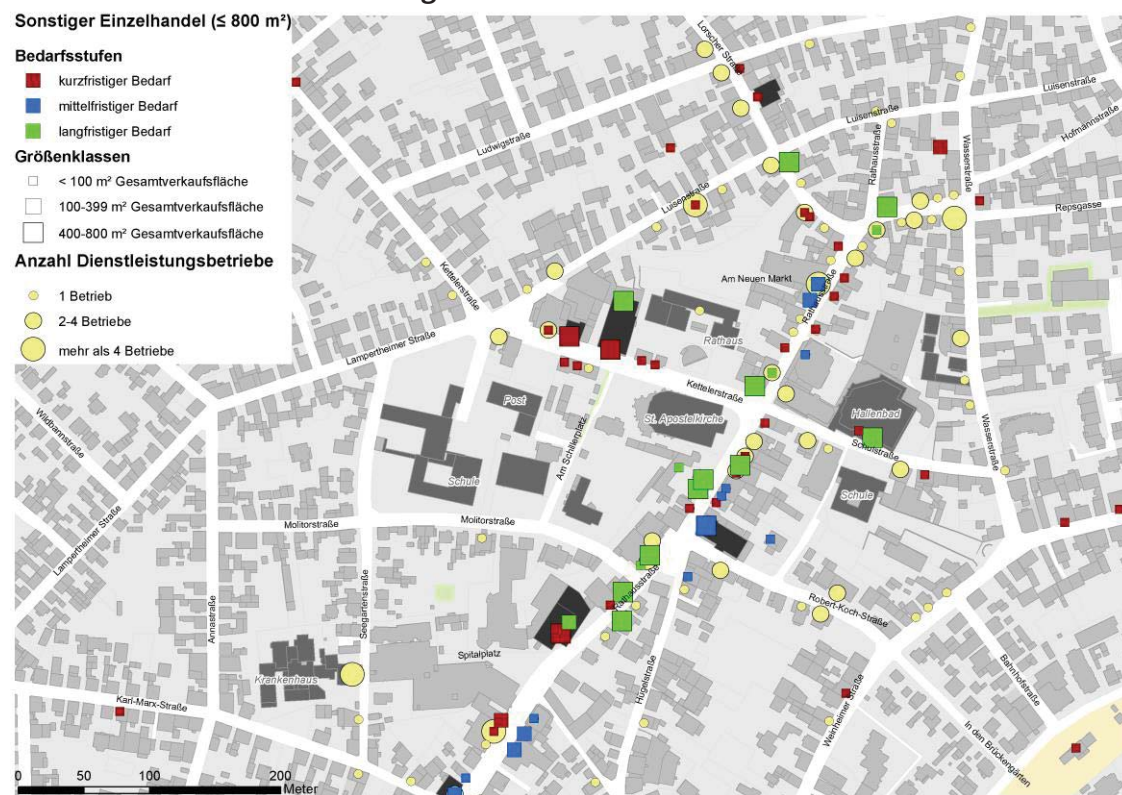 Sonstiger Einzelhandel (≤ 800 m²)
Bedarfsstufen
kurzfristiger Bedarf
mittelfristiger Bedarf
langfristiger Bedarf
Größenklassen
< 100 m² Gesamtverkaufsfläche
100-399 m² Gesamtverkaufsfläche
400-800 m² Gesamtverkaufsfläche
Anzahl Dienstleistungsbetriebe
1 Betrieb
2-4 Betriebe
mehr als 4 Betriebe
Lorscher Straße
Ludwigstraße
Luisenstraße
Luisenstraße
Luisenstraße
Hofmannstraße
Rathausstraße
Wasserstraße
Repsgasse
Kettelerstraße
Am Neuen Markt
Rathausstraße
Rathaus
Lampertheimer Straße
Kettelerstraße
Post
St. Apostelkirche
Hallenbad
Wildbannstraße
Am Schillerplatz
Schulstraße
Wasserstraße
Schule
Schule
Lampertheimer Straße
Molitorstraße
Molitorstraße
Annastraße
Seegartenstraße
Rathausstraße
Robert-Koch-Straße
Spitalplatz
Krankenhaus
Hügelstraße
Bahnhofstraße
Karl-Marx-Straße
Weinheimer Straße
In den Brückengärten
0 50 100 200
Meter